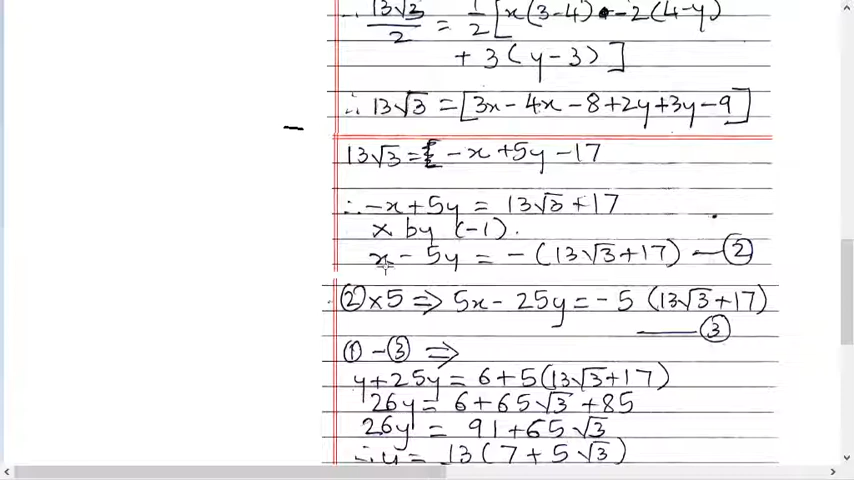 ∴ 13√3/2 = 1/2 [x(3-4) - 2(4-y)
+ 3(y-3)]
∴ 13√3 = [3x - 4x - 8 + 2y + 3y - 9]
13√3 = - x + 5y - 17
∴ -x + 5y = 13√3 + 17
× by (-1).
x - 5y = - (13√3 + 17) — ②
② × 5 ⇒ 5x - 25y = - 5 (13√3 + 17)
— ③
① - ③ ⇒
y + 25y = 6 + 5(13√3 + 17)
26y = 6 + 65√3 + 85
26y = 91 + 65√3
∴ y = 13(7 + 5√3)